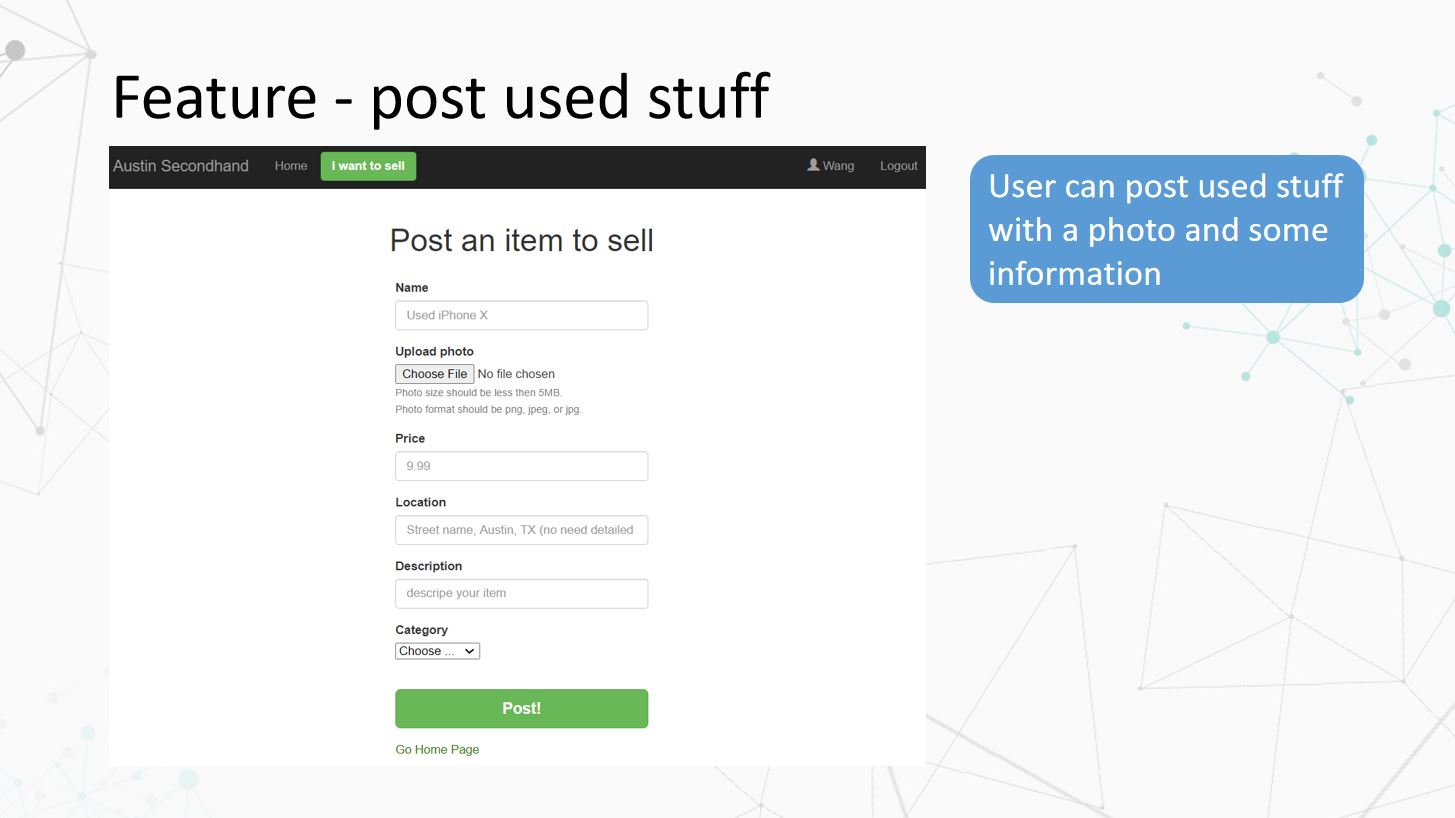 Feature - post used stuff
Austin Secondhand Home I want to sell Wang Logout
User can post used stuff
with a photo and some
information
Post an item to sell
Name
Used iPhone X
Upload photo
Choose File No file chosen
Photo size should be less then 5MB.
Photo format should be png, jpeg, or jpg.
Price
9.99
Location
Street name, Austin, TX (no need detailed
Description
descripe your item
Category
Choose ...
Post!
Go Home Page